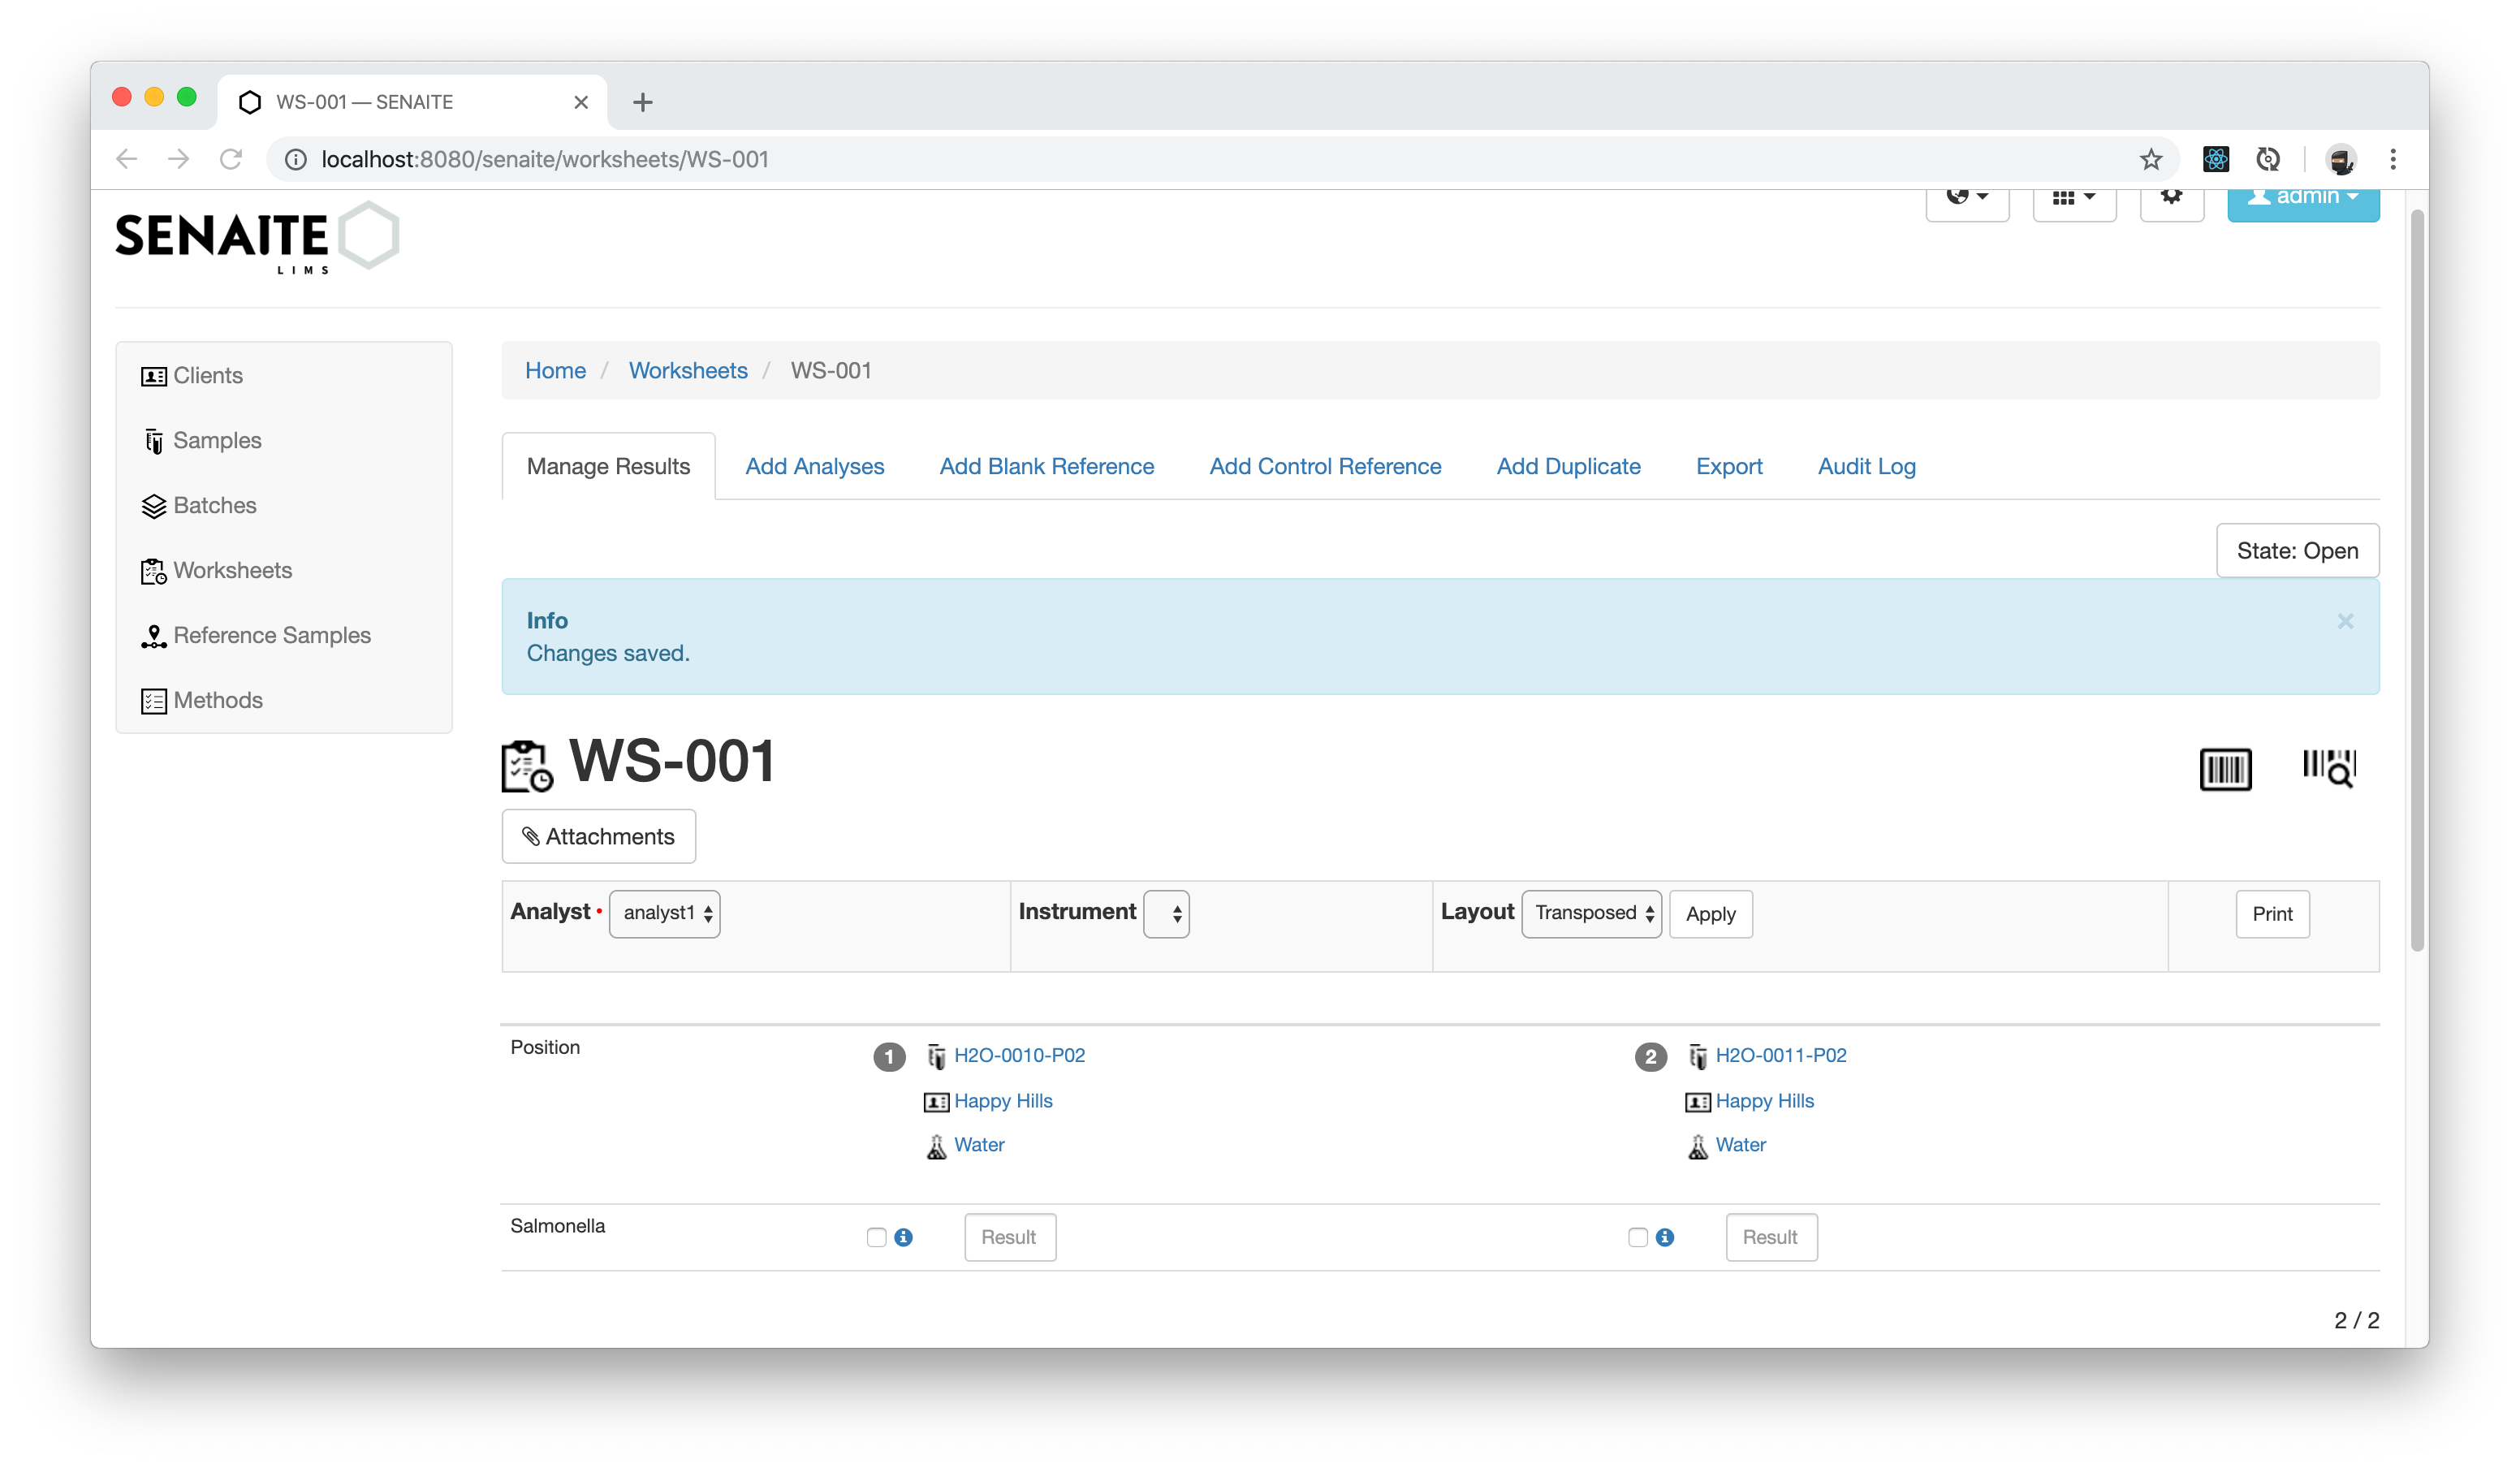 WS-001 — SENAITE
localhost:8080/senaite/worksheets/WS-001
admin
SENAITE
LIMS
Clients
Samples
Batches
Worksheets
Reference Samples
Methods
Home / Worksheets / WS-001
Manage Results Add Analyses Add Blank Reference Add Control Reference Add Duplicate Export Audit Log
State: Open
Info
Changes saved.
×
WS-001
Attachments
Analyst • analyst1 Instrument Layout Transposed Apply Print
Position 1 H2O-0010-P02 2 H2O-0011-P02
Happy Hills Happy Hills
Water Water
Salmonella Result Result
2 / 2